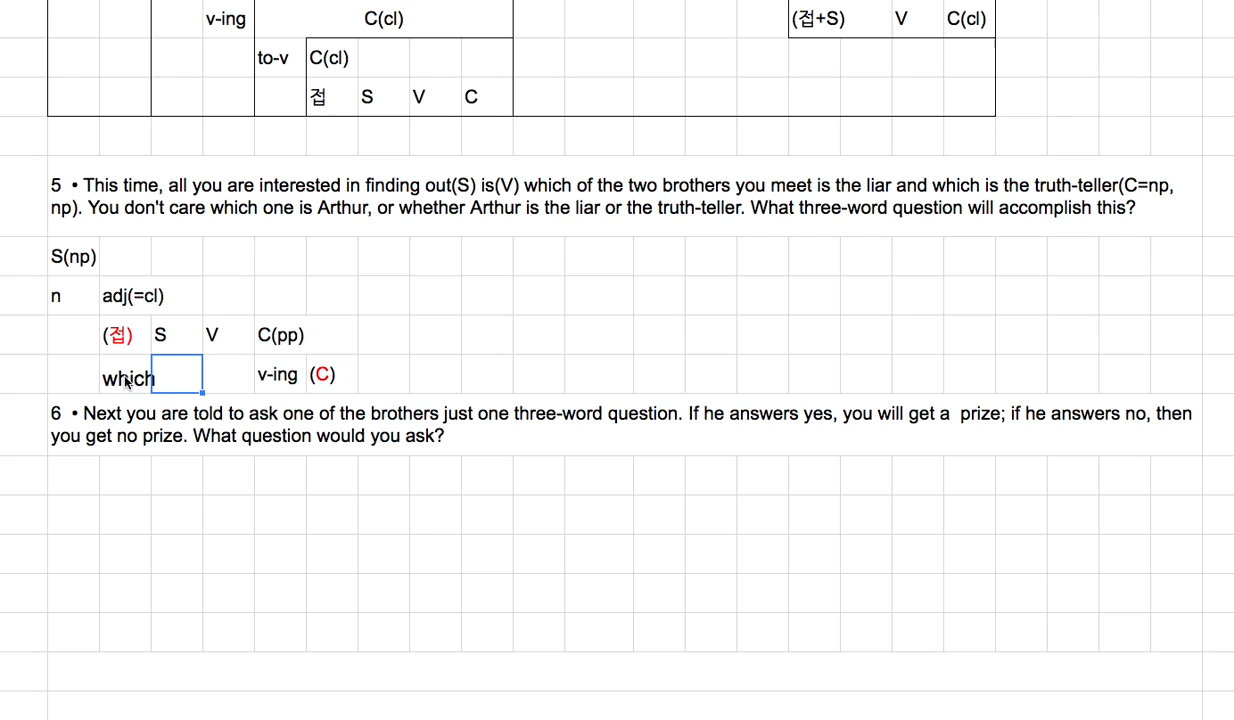 v-ing C(cl) (접+S) V C(cl)
to-v C(cl)
접 S V C
5 • This time, all you are interested in finding out(S) is(V) which of the two brothers you meet is the liar and which is the truth-teller(C=np,
np). You don't care which one is Arthur, or whether Arthur is the liar or the truth-teller. What three-word question will accomplish this?
S(np)
n adj(=cl)
(접) S V C(pp)
which v-ing (C)
6 • Next you are told to ask one of the brothers just one three-word question. If he answers yes, you will get a prize; if he answers no, then
you get no prize. What question would you ask?